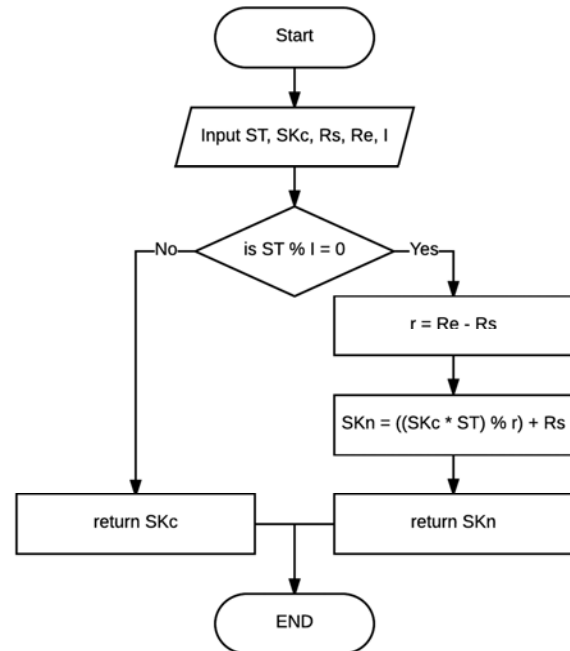 Start
Input ST, SKc, Rs, Re, I
is ST % I = 0
No
Yes
r = Re - Rs
SKn = ((SKc * ST) % r) + Rs
return SKc
return SKn
END